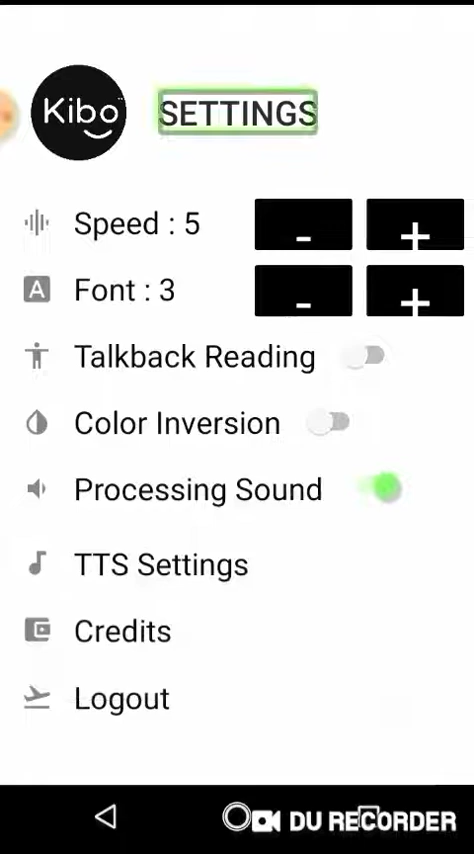 Kibo
SETTINGS
Speed : 5 - +
A Font : 3 - +
Talkback Reading
Color Inversion
Processing Sound
TTS Settings
Credits
Logout
DU RECORDER